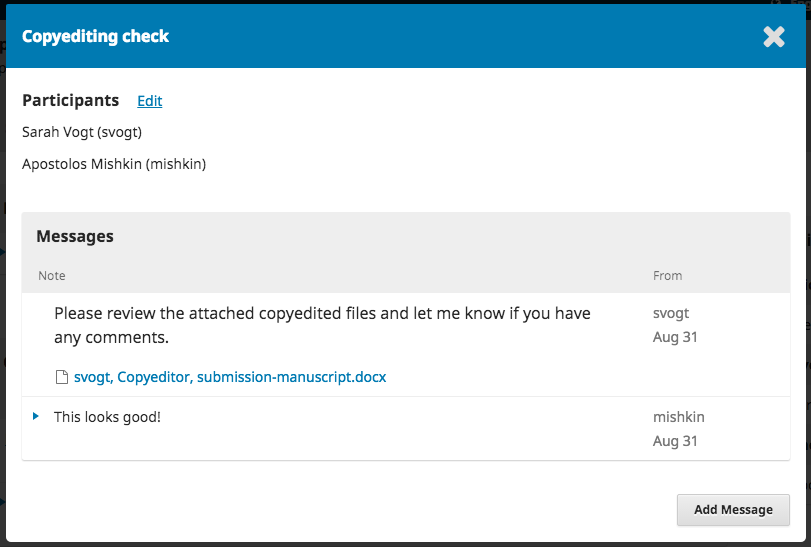 Copyediting check
Participants Edit
Sarah Vogt (svogt)
Apostolos Mishkin (mishkin)
Messages
Note From
Please review the attached copyedited files and let me know if you have svogt
any comments. Aug 31
svogt, Copyeditor, submission-manuscript.docx
This looks good! mishkin
Aug 31
Add Message